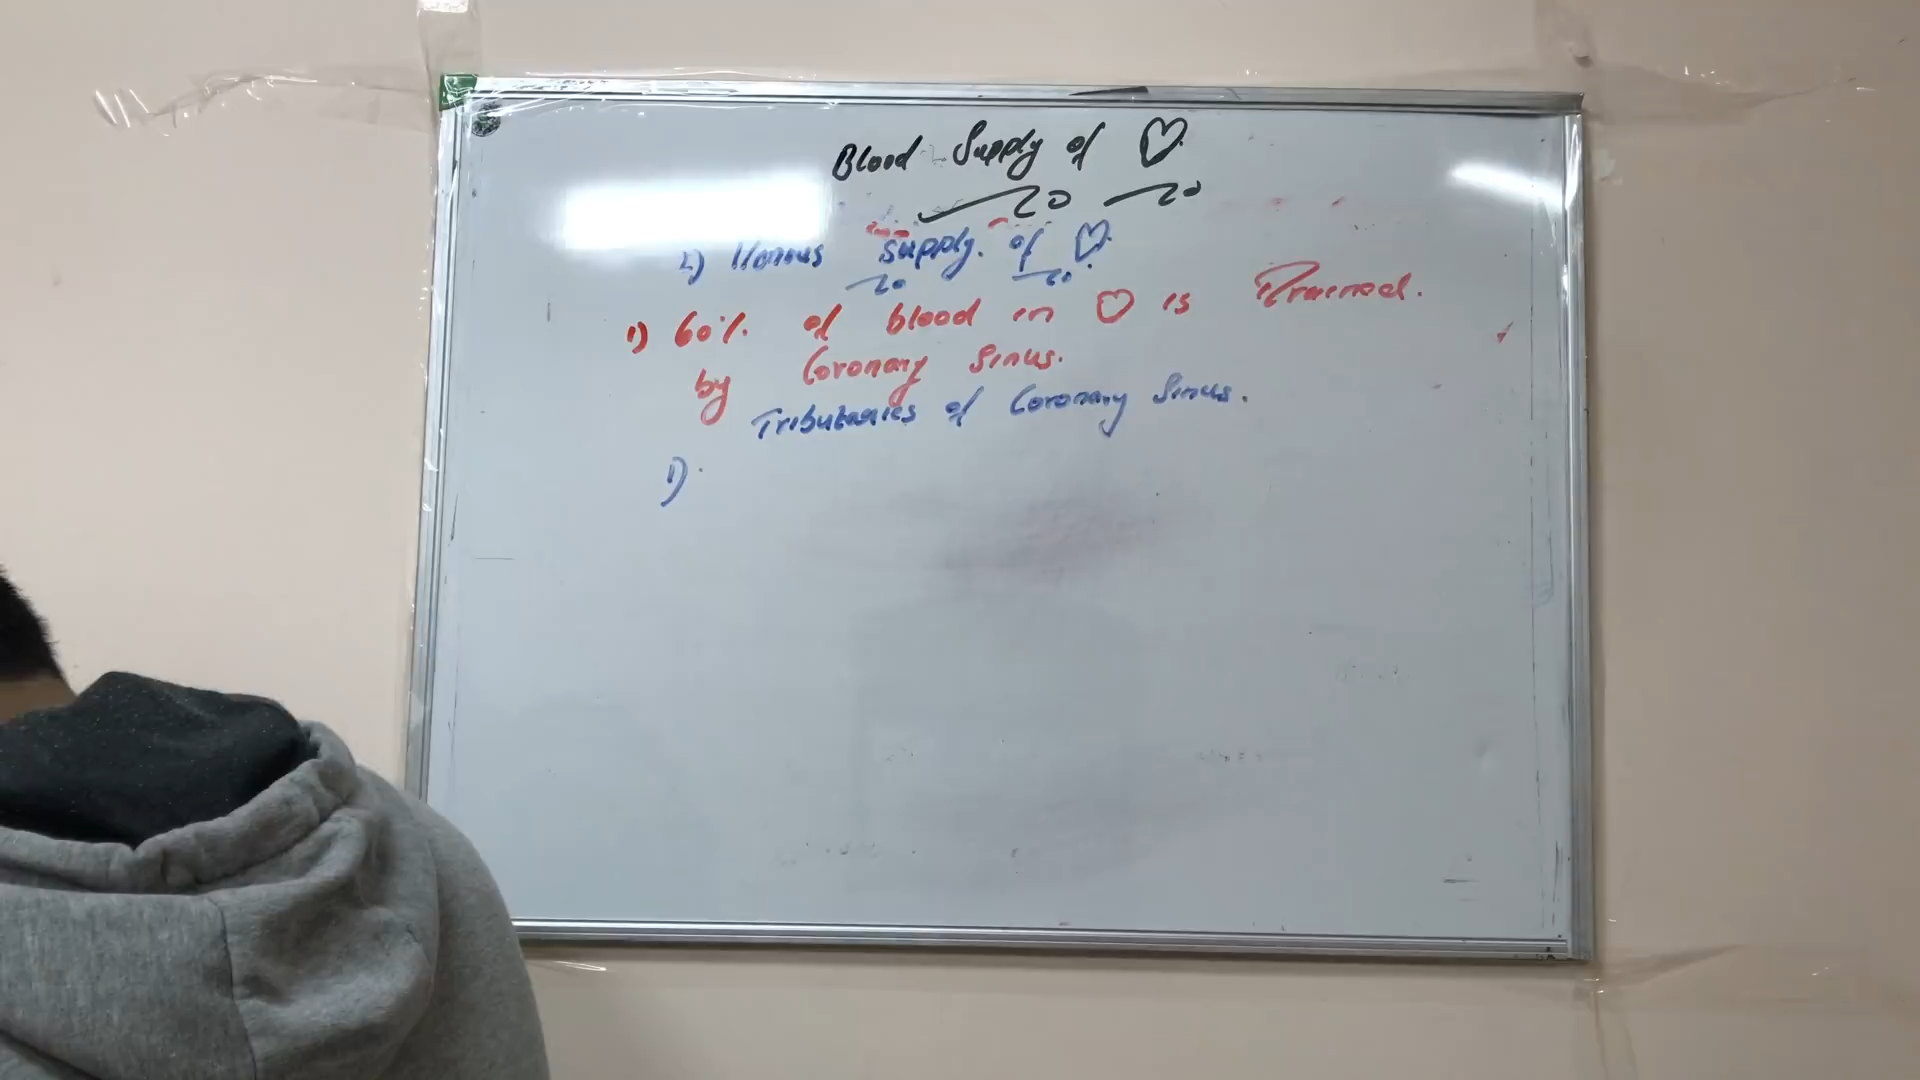 Blood Supply of ♡
2) Venous supply of ♡
1) 60% of blood in ♡ is Drained.
by Coronary Sinus.
Tributaries of Coronary Sinus.
1)